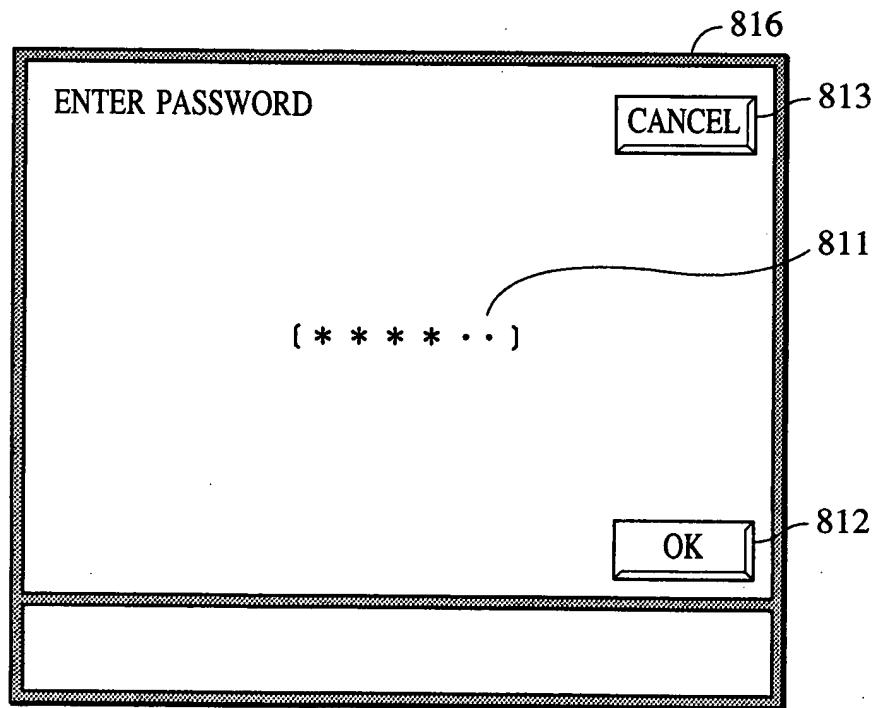 816
ENTER PASSWORD
CANCEL
813
811
[ * * * * · · ]
812
OK